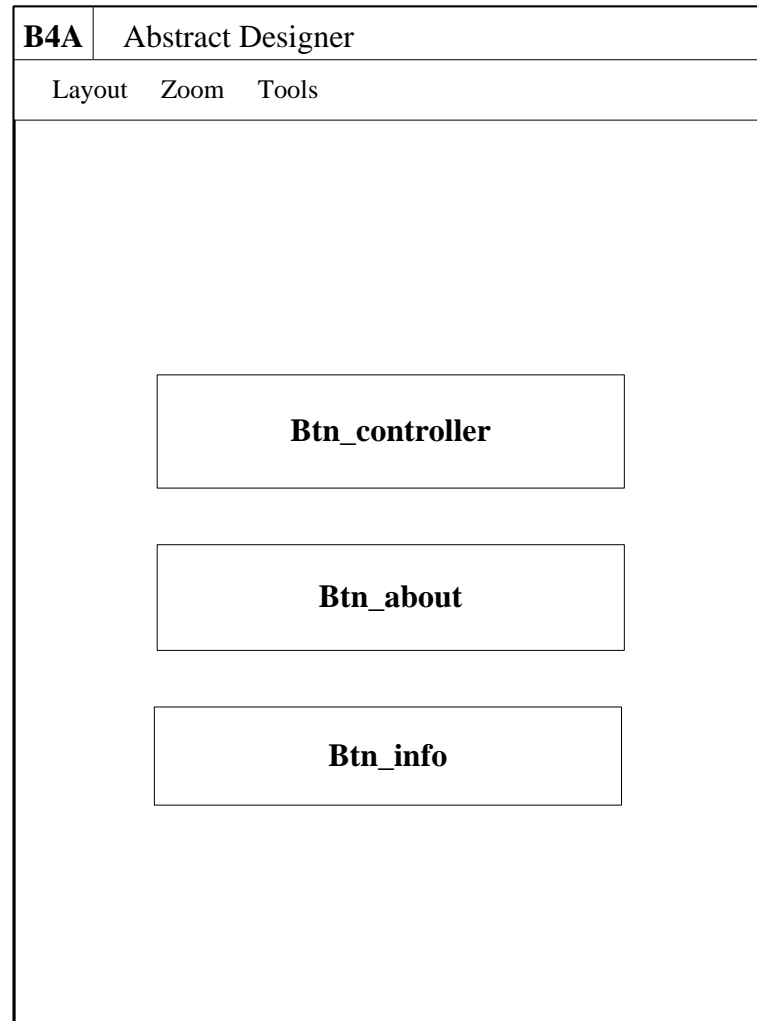 B4A Abstract Designer
Layout Zoom Tools
Btn_controller
Btn_about
Btn_info